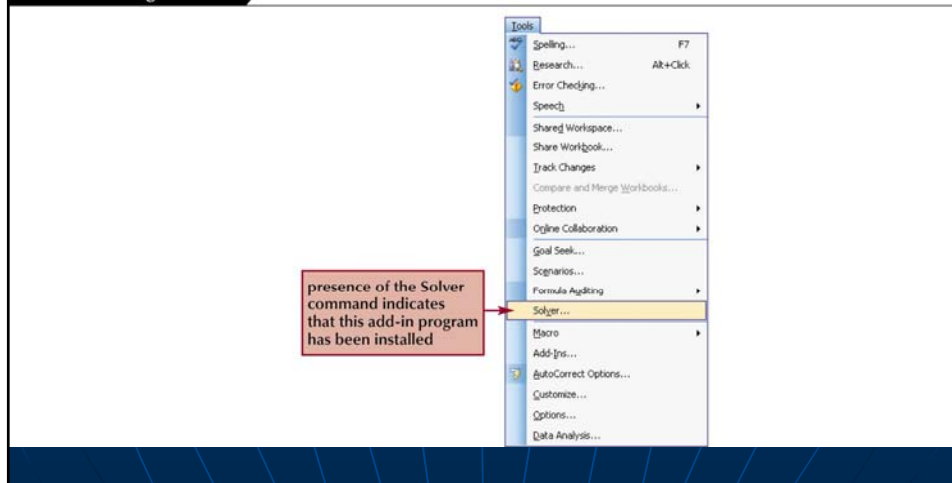 Tools
Spelling... F7
Research... Alt+Click
Error Checking...
Speech
Shared Workspace...
Share Workbook...
Track Changes
Compare and Merge Workbooks...
Protection
Online Collaboration
Goal Seek...
Scenarios...
Formula Auditing
Solver...
Macro
Add-Ins...
AutoCorrect Options...
Customize...
Options...
Data Analysis...
presence of the Solver
command indicates
that this add-in program
has been installed